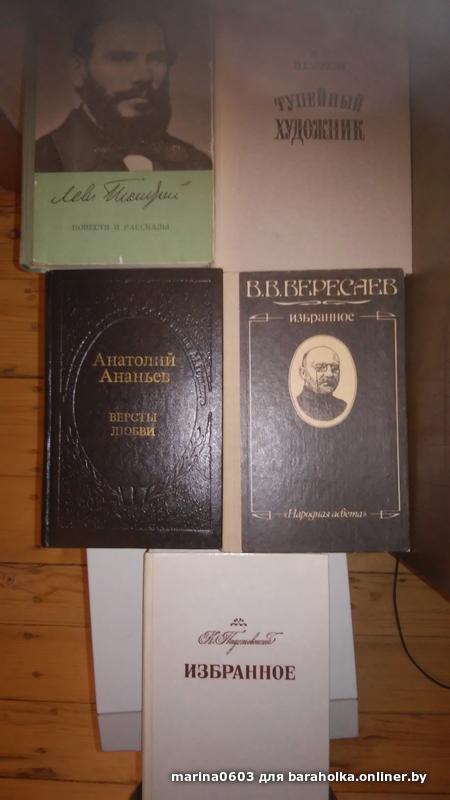 Лев Толстой
ПОВЕСТИ И РАССКАЗЫ
ТУПЕЙНЫЙ
ХУДОЖНИК
Анатолий
Ананьев
ВЕРСТЫ
ЛЮБВИ
В.В.ВЕРЕСАЕВ
избранное
«Народная асвета»
К. Паустовский
ИЗБРАННОЕ
marina0603 для baraholka.onliner.by